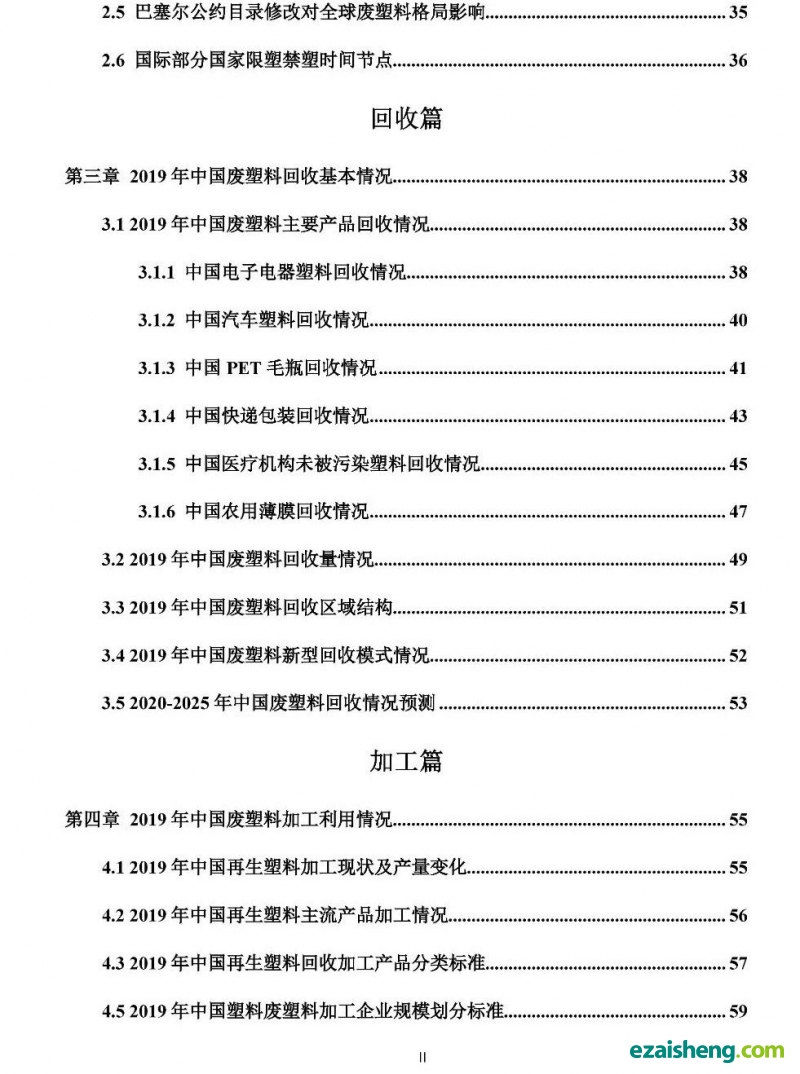 2.5 巴塞尔公约目录修改对全球废塑料格局影响........................................ 35
2.6 国际部分国家限塑禁塑时间节点........................................ 36
回收篇
第三章 2019 年中国废塑料回收基本情况........................................ 38
3.1 2019 年中国废塑料主要产品回收情况........................................ 38
3.1.1 中国电子电器塑料回收情况........................................ 38
3.1.2 中国汽车塑料回收情况........................................ 40
3.1.3 中国 PET 毛瓶回收情况........................................ 41
3.1.4 中国快递包装回收情况........................................ 43
3.1.5 中国医疗机构未被污染塑料回收情况........................................ 45
3.1.6 中国农用薄膜回收情况........................................ 47
3.2 2019 年中国废塑料回收量情况........................................ 49
3.3 2019 年中国废塑料回收区域结构........................................ 51
3.4 2019 年中国废塑料新型回收模式情况........................................ 52
3.5 2020-2025 年中国废塑料回收情况预测........................................ 53
加工篇
第四章 2019 年中国废塑料加工利用情况........................................ 55
4.1 2019 年中国再生塑料加工现状及产量变化........................................ 55
4.2 2019 年中国再生塑料主流产品加工情况........................................ 56
4.3 2019 年中国再生塑料回收加工产品分类标准........................................ 57
4.5 2019 年中国塑料废塑料加工企业规模划分标准........................................ 59
II
ezaisheng.com